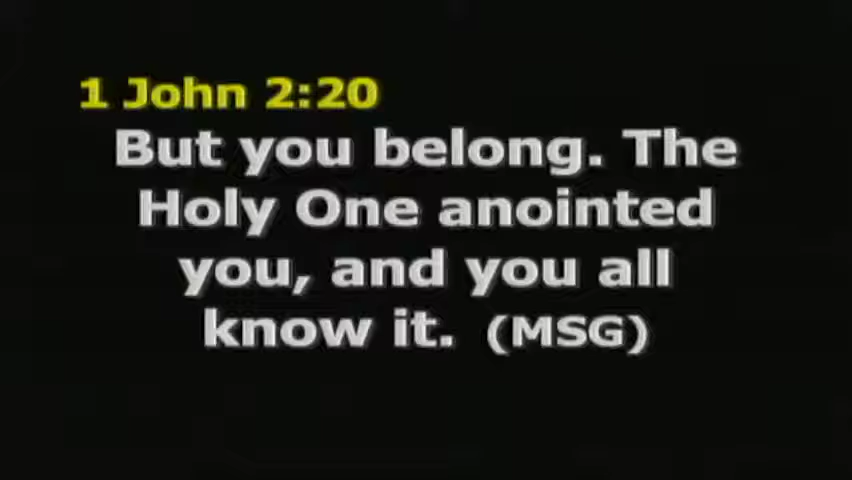 1 John 2:20
But you belong. The
Holy One anointed
you, and you all
know it. (MSG)